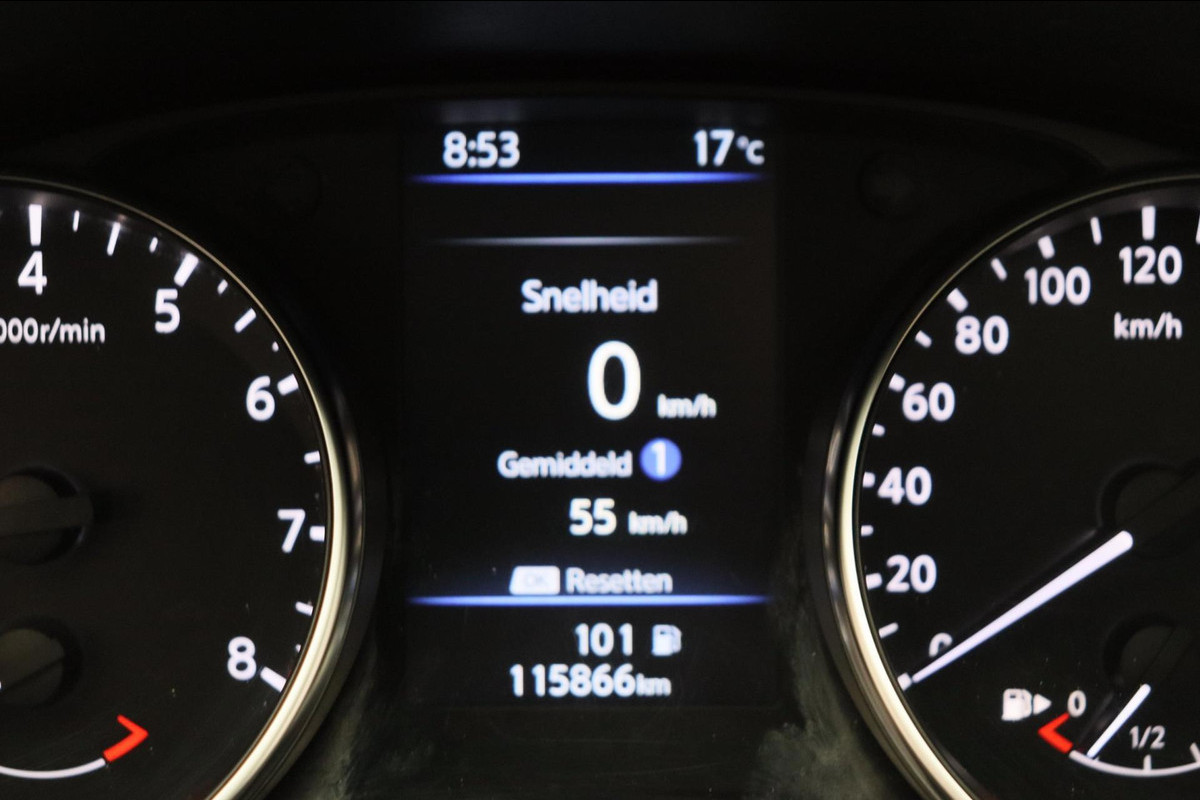 8:53 17°C
Snelheid
0 km/h
Gemiddeld 1
55 km/h
OK Resetten
101
115866km
4
5
000r/min
6
7
8
120
100
km/h
80
60
40
20
0
0
1/2